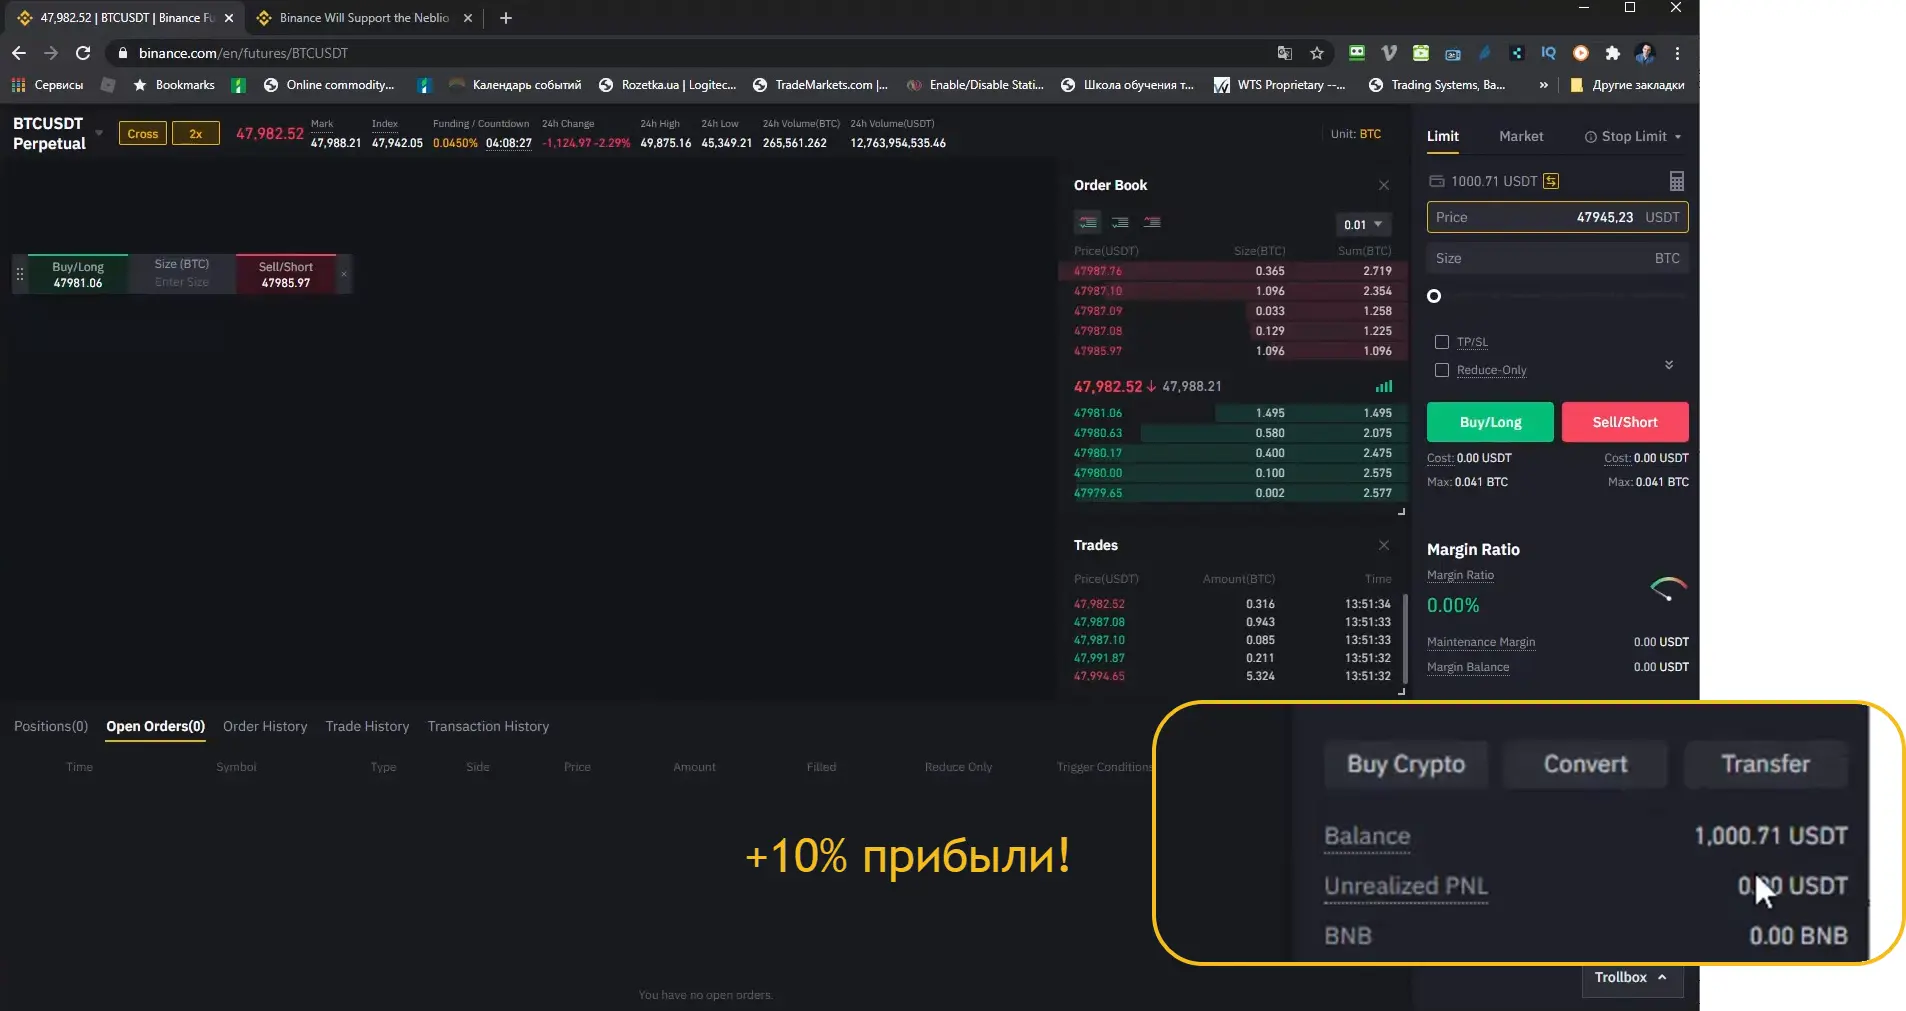 47,982.52 | BTCUSDT | Binance Fu
Binance Will Support the Neblio
binance.com/en/futures/BTCUSDT
Сервисы
Bookmarks
Online commodity...
Календарь событий
Rozetka.ua | Logitec...
TradeMarkets.com |...
Enable/Disable Stati...
Школа обучения т...
WTS Proprietary --...
Trading Systems, Ba...
»
Другие закладки
BTCUSDT
Perpetual
Cross
2x
47,982.52
Mark
47,988.21
Index
47,942.05
Funding / Countdown
0.0450% 04:08:27
24h Change
-1,124.97 -2.29%
24h High
49,875.16
24h Low
45,349.21
24h Volume(BTC)
265,561.262
24h Volume(USDT)
12,763,954,535.46
Unit: BTC
Buy/Long
47981.06
Size (BTC)
Enter Size
Sell/Short
47985.97
Order Book
0.01
Price(USDT) Size(BTC) Sum(BTC)
47987.76 0.365 2.719
47987.10 1.096 2.354
47987.09 0.033 1.258
47987.08 0.129 1.225
47985.97 1.096 1.096
47,982.52↓ 47,988.21
47981.06 1.495 1.495
47980.63 0.580 2.075
47980.17 0.400 2.475
47980.00 0.100 2.575
47979.65 0.002 2.577
Trades
Price(USDT) Amount(BTC) Time
47,982.52 0.316 13:51:34
47,987.08 0.943 13:51:33
47,987.10 0.085 13:51:33
47,991.87 0.211 13:51:32
47,994.65 5.324 13:51:32
Limit Market Stop Limit
1000.71 USDT
Price 47945,23 USDT
Size BTC
TP/SL
Reduce-Only
Buy/Long Sell/Short
Cost: 0.00 USDT Cost: 0.00 USDT
Max: 0.041 BTC Max: 0.041 BTC
Margin Ratio
Margin Ratio
0.00%
Maintenance Margin 0.00 USDT
Margin Balance 0.00 USDT
Positions(0) Open Orders(0) Order History Trade History Transaction History
Time Symbol Type Side Price Amount Filled Reduce Only Trigger Conditions
+10% прибыли!
Buy Crypto Convert Transfer
Balance 1,000.71 USDT
Unrealized PNL 0.00 USDT
BNB 0.00 BNB
You have no open orders.
Trollbox